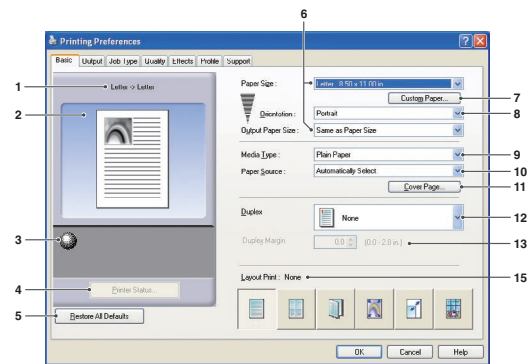 6
Printing Preferences
Basic Output Job Type Quality Effects Profile Support
1
Letter -> Letter
2
3
4
Printer Status...
5
Restore All Defaults
Paper Size :
Letter 8.50 x 11.00 in
Custom Paper...
7
Orientation :
Portrait
8
Output Paper Size :
Same as Paper Size
Media Type :
Plain Paper
9
Paper Source :
Automatically Select
10
Cover Page...
11
Duplex
None
12
Duplex Margin
0.0 (0.0 - 2.0 in.)
13
Layout Print : None
15
OK Cancel Help